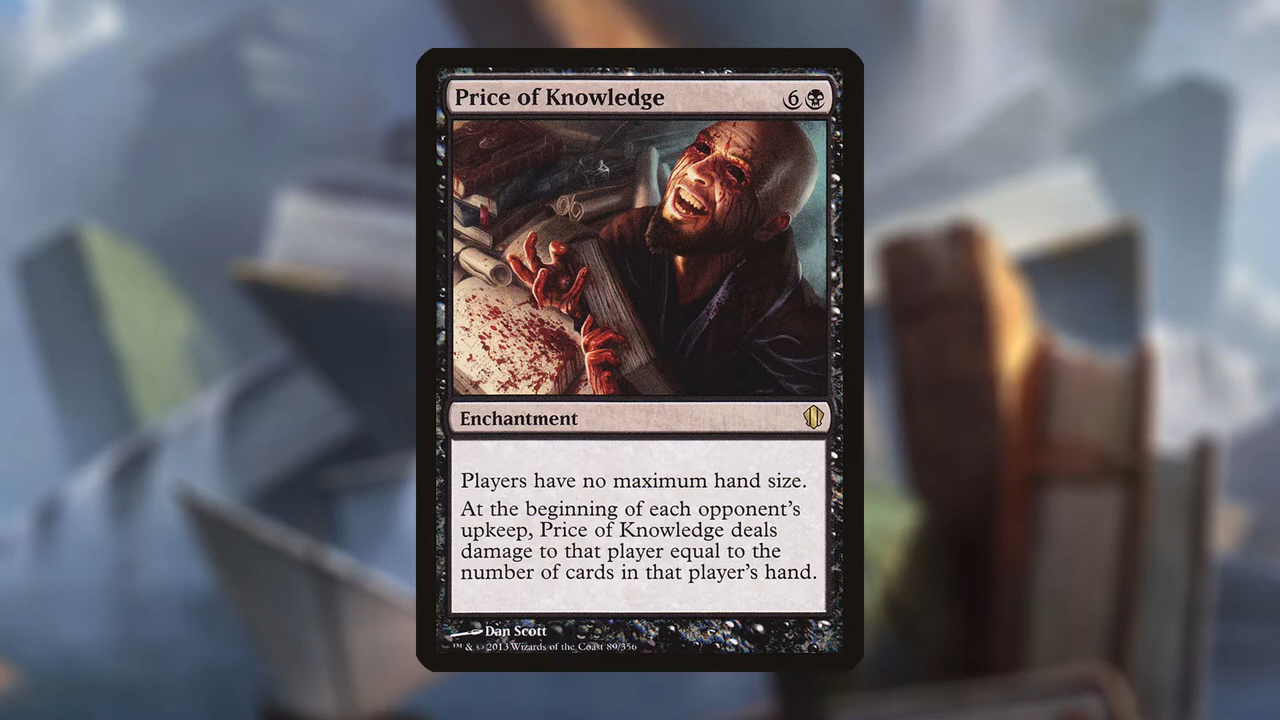 Price of Knowledge 6
Enchantment
Players have no maximum hand size.
At the beginning of each opponent's
upkeep, Price of Knowledge deals
damage to that player equal to the
number of cards in that player's hand.
Dan Scott
™ & © 2013 Wizards of the Coast 89/356